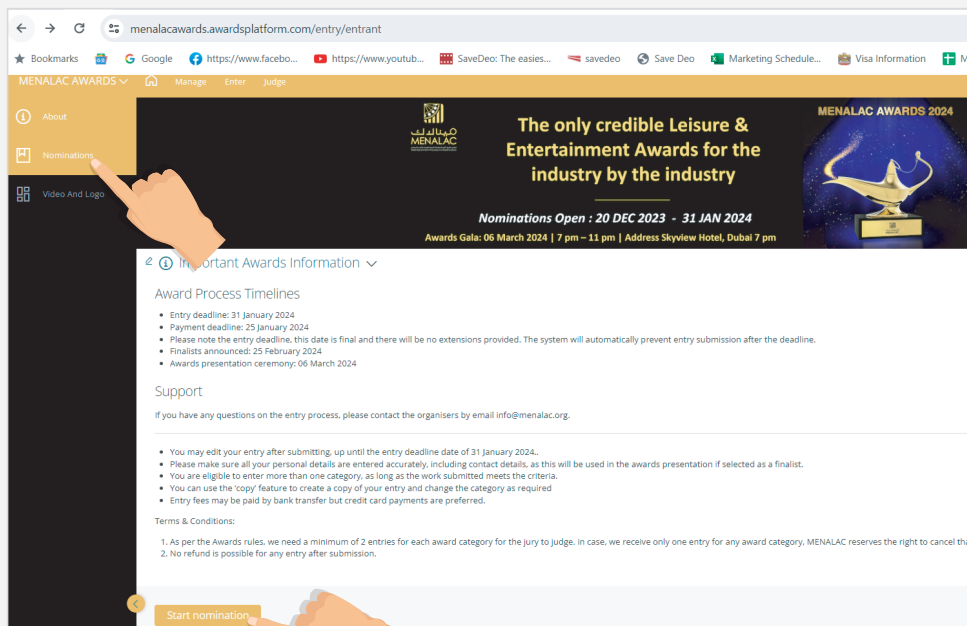 menalacawards.awardsplatform.com/entry/entrant
Bookmarks Google https://www.facebo... https://www.youtub... SaveDeo: The easies... savedeo Save Deo Marketing Schedule... Visa Information M
MENALAC AWARDS Manage Enter Judge
About
Nominations
Video And Logo
مينالاك
MENALAC
The only credible Leisure &
Entertainment Awards for the
industry by the industry
Nominations Open : 20 DEC 2023 - 31 JAN 2024
Awards Gala: 06 March 2024 | 7 pm – 11 pm | Address Skyview Hotel, Dubai 7 pm
MENALAC AWARDS 2024
Important Awards Information
Award Process Timelines
• Entry deadline: 31 January 2024
• Payment deadline: 25 January 2024
• Please note the entry deadline, this date is final and there will be no extensions provided. The system will automatically prevent entry submission after the deadline.
• Finalists announced: 25 February 2024
• Awards presentation ceremony: 06 March 2024
Support
If you have any questions on the entry process, please contact the organisers by email info@menalac.org.
• You may edit your entry after submitting, up until the entry deadline date of 31 January 2024..
• Please make sure all your personal details are entered accurately, including contact details, as this will be used in the awards presentation if selected as a finalist.
• You are eligible to enter more than one category, as long as the work submitted meets the criteria.
• You can use the 'copy' feature to create a copy of your entry and change the category as required
• Entry fees may be paid by bank transfer but credit card payments are preferred.
Terms & Conditions:
1. As per the Awards rules, we need a minimum of 2 entries for each award category for the jury to judge. in case, we receive only one entry for any award category, MENALAC reserves the right to cancel tha
2. No refund is possible for any entry after submission.
Start nomination